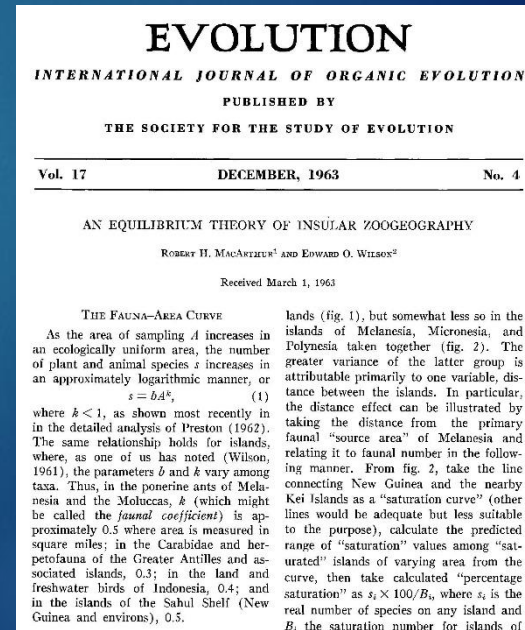 EVOLUTION
INTERNATIONAL JOURNAL OF ORGANIC EVOLUTION
PUBLISHED BY
THE SOCIETY FOR THE STUDY OF EVOLUTION
Vol. 17 DECEMBER, 1963 No. 4
AN EQUILIBRIUM THEORY OF INSULAR ZOOGEOGRAPHY
ROBERT H. MACARTHUR¹ AND EDWARD O. WILSON²
Received March 1, 1963
THE FAUNA–AREA CURVE
As the area of sampling A increases in
an ecologically uniform area, the number
of plant and animal species s increases in
an approximately logarithmic manner, or
s = bAᵏ, (1)
where k < 1, as shown most recently in
in the detailed analysis of Preston (1962).
The same relationship holds for islands,
where, as one of us has noted (Wilson,
1961), the parameters b and k vary among
taxa. Thus, in the ponerine ants of Mela-
nesia and the Moluccas, k (which might
be called the faunal coefficient) is ap-
proximately 0.5 where area is measured in
square miles; in the Carabidae and her-
petofauna of the Greater Antilles and as-
sociated islands, 0.3; in the land and
freshwater birds of Indonesia, 0.4; and
in the islands of the Sahul Shelf (New
Guinea and environs), 0.5.
lands (fig. 1), but somewhat less so in the
islands of Melanesia, Micronesia, and
Polynesia taken together (fig. 2). The
greater variance of the latter group is
attributable primarily to one variable, dis-
tance between the islands. In particular,
the distance effect can be illustrated by
taking the distance from the primary
faunal "source area" of Melanesia and
relating it to faunal number in the follow-
ing manner. From fig. 2, take the line
connecting New Guinea and the nearby
Kei Islands as a "saturation curve" (other
lines would be adequate but less suitable
to the purpose), calculate the predicted
range of "saturation" values among "sat-
urated" islands of varying area from the
curve, then take calculated "percentage
saturation" as sᵢ × 100/Bᵢ, where sᵢ is the
real number of species on any island and
Bᵢ the saturation number for islands of